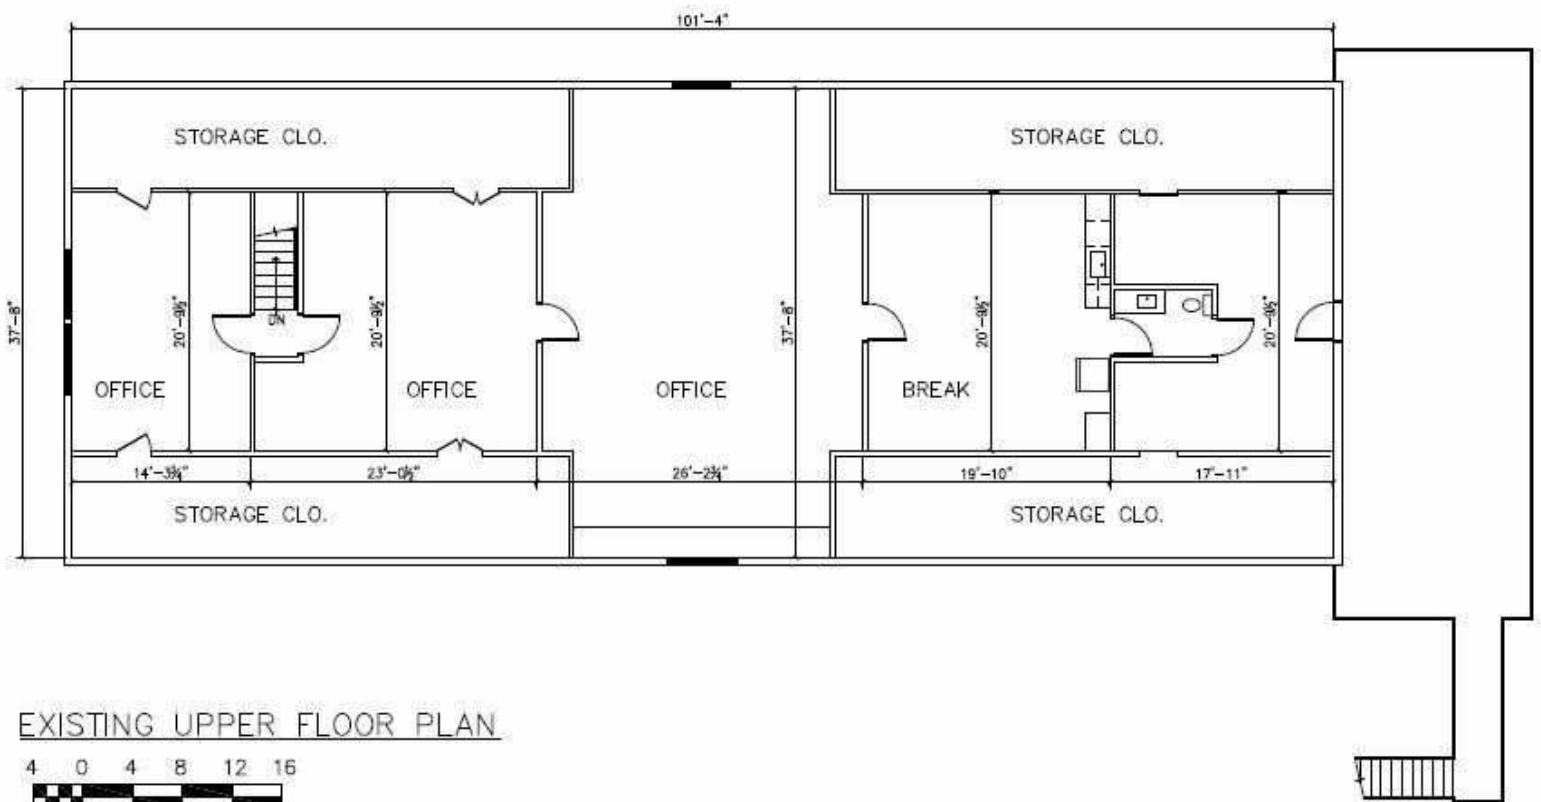 101'-4"
STORAGE CLO.
STORAGE CLO.
37'-8"
20'-9½"
DN
20'-9½"
37'-8"
20'-9½"
20'-9½"
OFFICE
OFFICE
OFFICE
BREAK
14'-3¾"
23'-0½"
26'-2¾"
19'-10"
17'-11"
STORAGE CLO.
STORAGE CLO.
EXISTING UPPER FLOOR PLAN
4 0 4 8 12 16